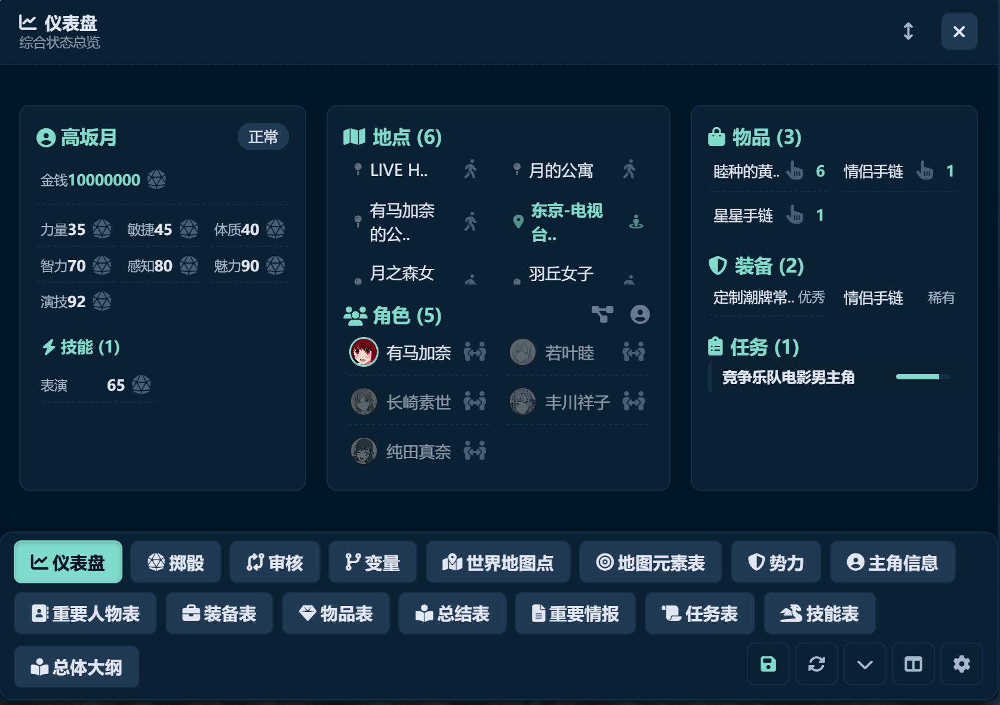 仪表盘
综合状态总览
高坂月
正常
金钱10000000
力量35 敏捷45 体质40
智力70 感知80 魅力90
演技92
技能 (1)
表演 65
地点 (6)
LIVE H.. 月的公寓
有马加奈的公.. 东京-电视台..
月之森女 羽丘女子
角色 (5)
有马加奈 若叶睦
长崎素世 丰川祥子
纯田真奈
物品 (3)
睦种的黄.. 6 情侣手链 1
星星手链 1
装备 (2)
定制潮牌常.. 优秀 情侣手链 稀有
任务 (1)
竞争乐队电影男主角
仪表盘 掷骰 审核 变量 世界地图点 地图元素表 势力 主角信息
重要人物表 装备表 物品表 总结表 重要情报 任务表 技能表
总体大纲